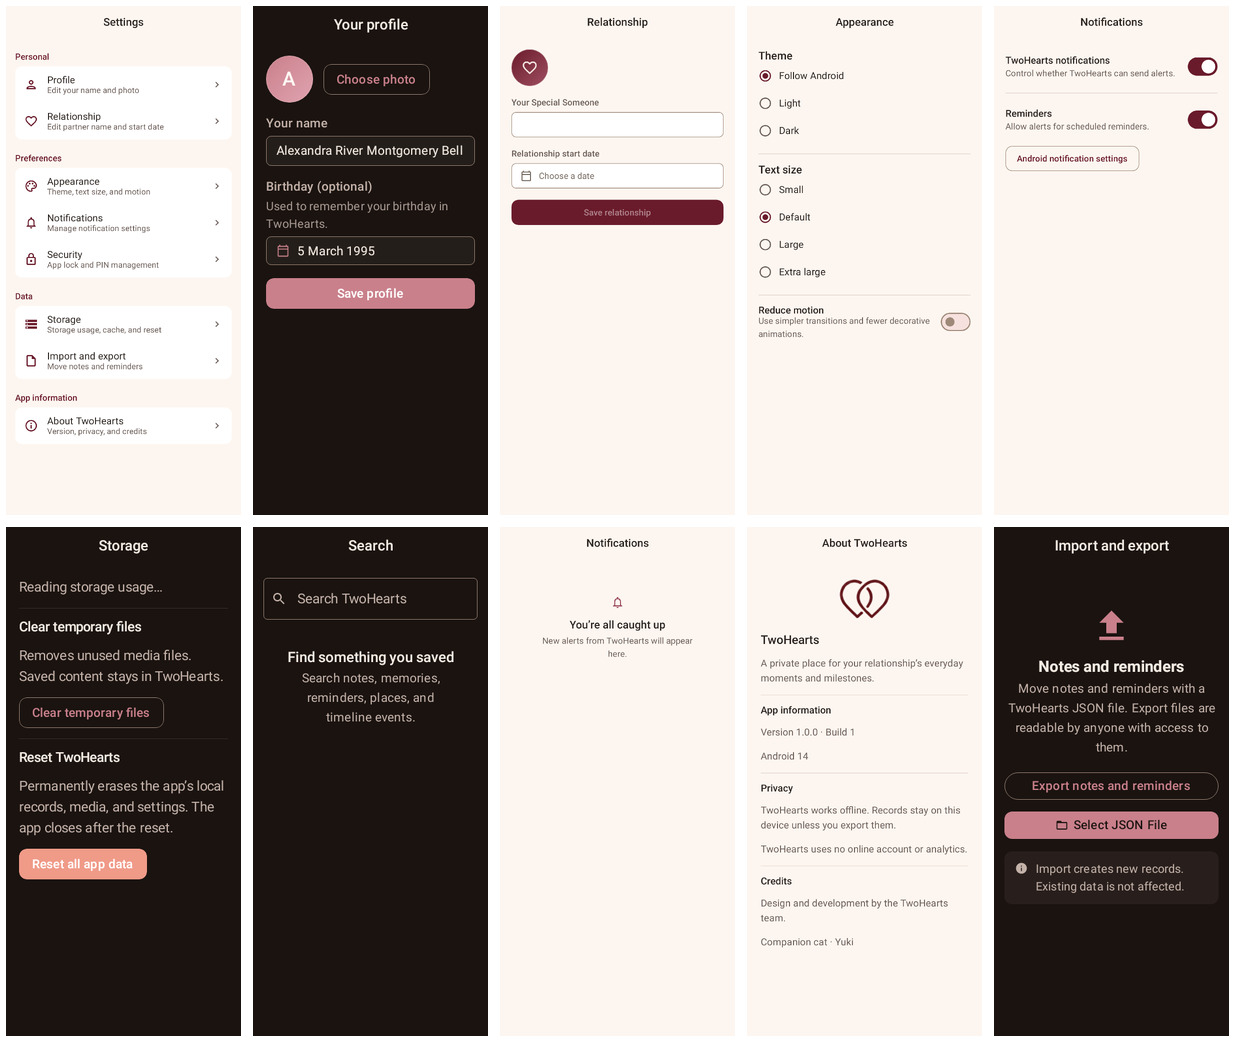 Settings
Personal
Profile
Edit your name and photo
Relationship
Edit partner name and start date
Preferences
Appearance
Theme, text size, and motion
Notifications
Manage notification settings
Security
App lock and PIN management
Data
Storage
Storage usage, cache, and reset
Import and export
Move notes and reminders
App information
About TwoHearts
Version, privacy, and credits
Your profile
A
Choose photo
Your name
Alexandra River Montgomery Bell
Birthday (optional)
Used to remember your birthday in
TwoHearts.
5 March 1995
Save profile
Relationship
Your Special Someone
Relationship start date
Choose a date
Save relationship
Appearance
Theme
Follow Android
Light
Dark
Text size
Small
Default
Large
Extra large
Reduce motion
Use simpler transitions and fewer decorative
animations.
Notifications
TwoHearts notifications
Control whether TwoHearts can send alerts.
Reminders
Allow alerts for scheduled reminders.
Android notification settings
Storage
Reading storage usage…
Clear temporary files
Removes unused media files.
Saved content stays in TwoHearts.
Clear temporary files
Reset TwoHearts
Permanently erases the app’s local
records, media, and settings. The
app closes after the reset.
Reset all app data
Search
Search TwoHearts
Find something you saved
Search notes, memories,
reminders, places, and
timeline events.
Notifications
You’re all caught up
New alerts from TwoHearts will appear
here.
About TwoHearts
TwoHearts
A private place for your relationship’s everyday
moments and milestones.
App information
Version 1.0.0 · Build 1
Android 14
Privacy
TwoHearts works offline. Records stay on this
device unless you export them.
TwoHearts uses no online account or analytics.
Credits
Design and development by the TwoHearts
team.
Companion cat · Yuki
Import and export
Notes and reminders
Move notes and reminders with a
TwoHearts JSON file. Export files are
readable by anyone with access to
them.
Export notes and reminders
Select JSON File
Import creates new records.
Existing data is not affected.